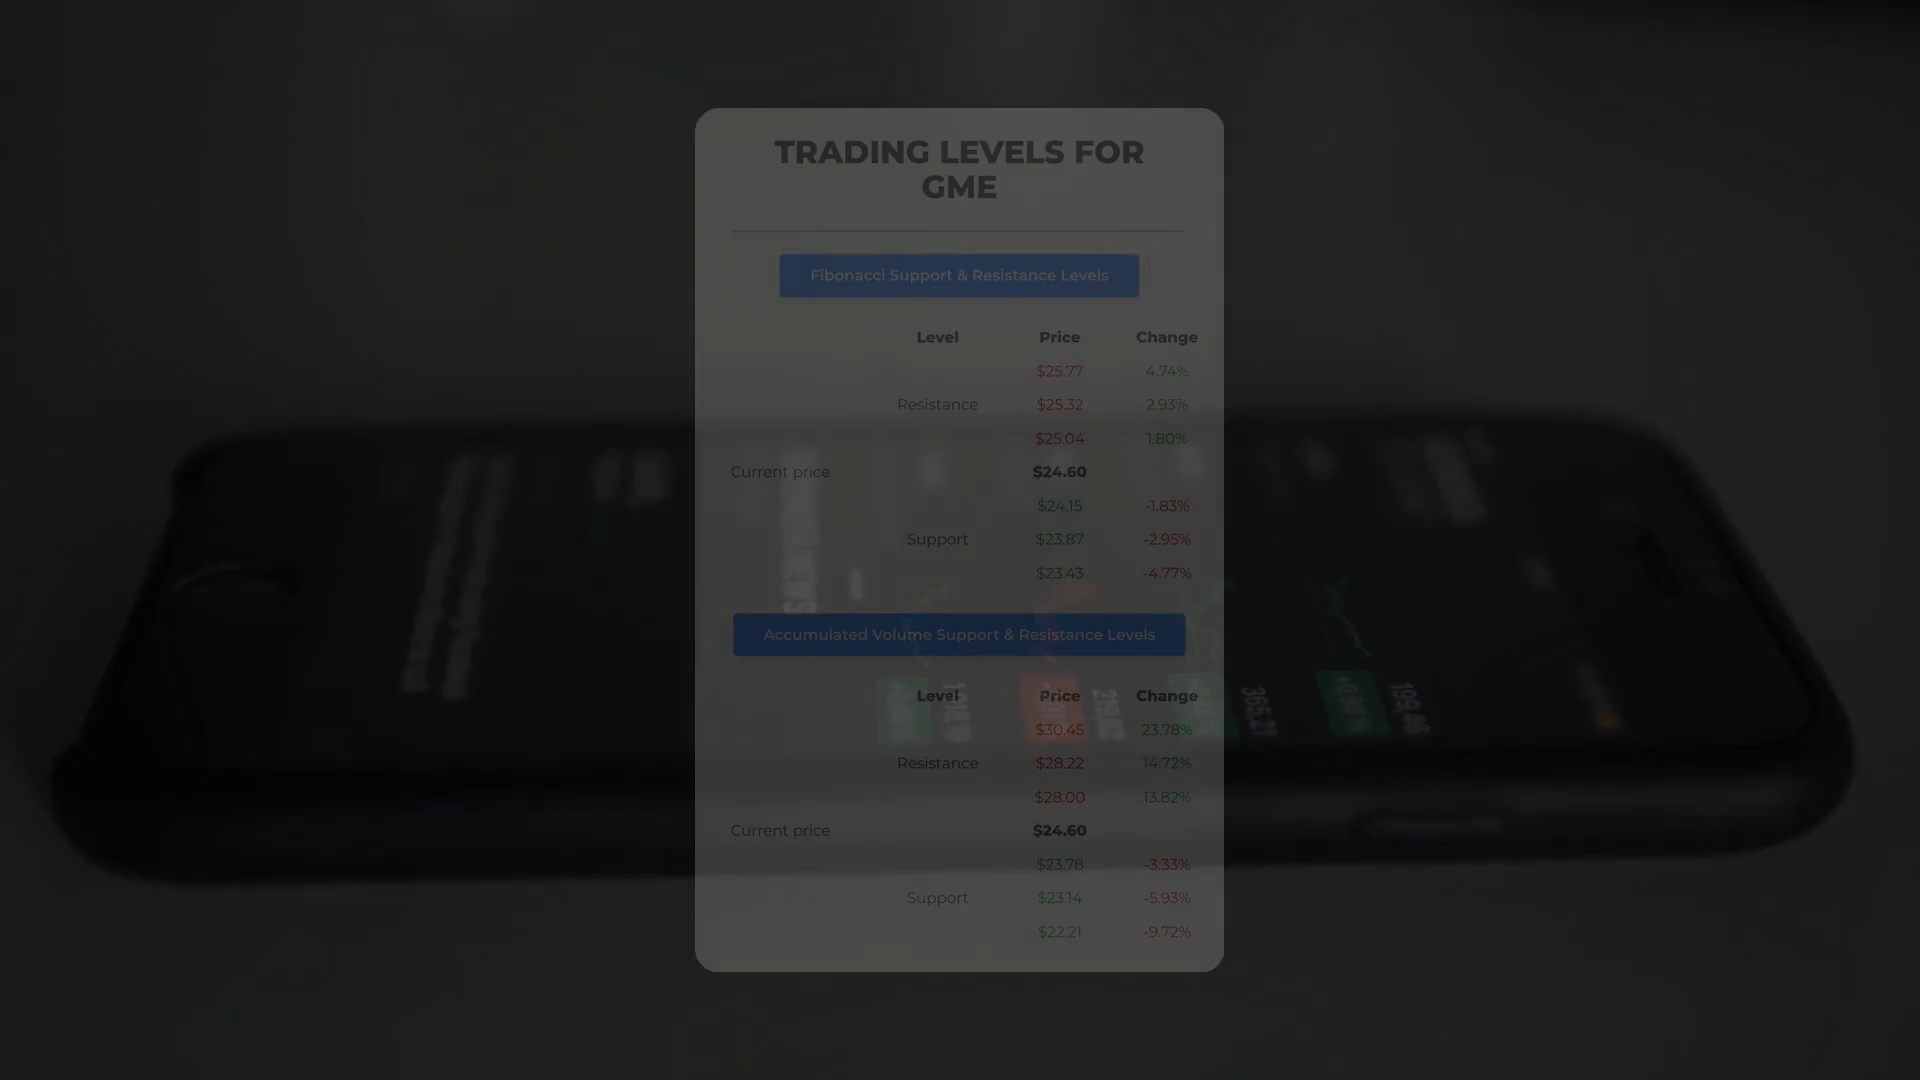 TRADING LEVELS FOR
GME
Fibonacci Support & Resistance Levels
Level Price Change
$25.77 4.74%
Resistance $25.32 2.93%
$25.04 1.80%
Current price $24.60
$24.15 -1.83%
Support $23.87 -2.95%
$23.43 -4.77%
Accumulated Volume Support & Resistance Levels
Level Price Change
$30.45 23.78%
Resistance $28.22 14.72%
$28.00 13.82%
Current price $24.60
$23.78 -3.33%
Support $23.14 -5.93%
$22.21 -9.72%